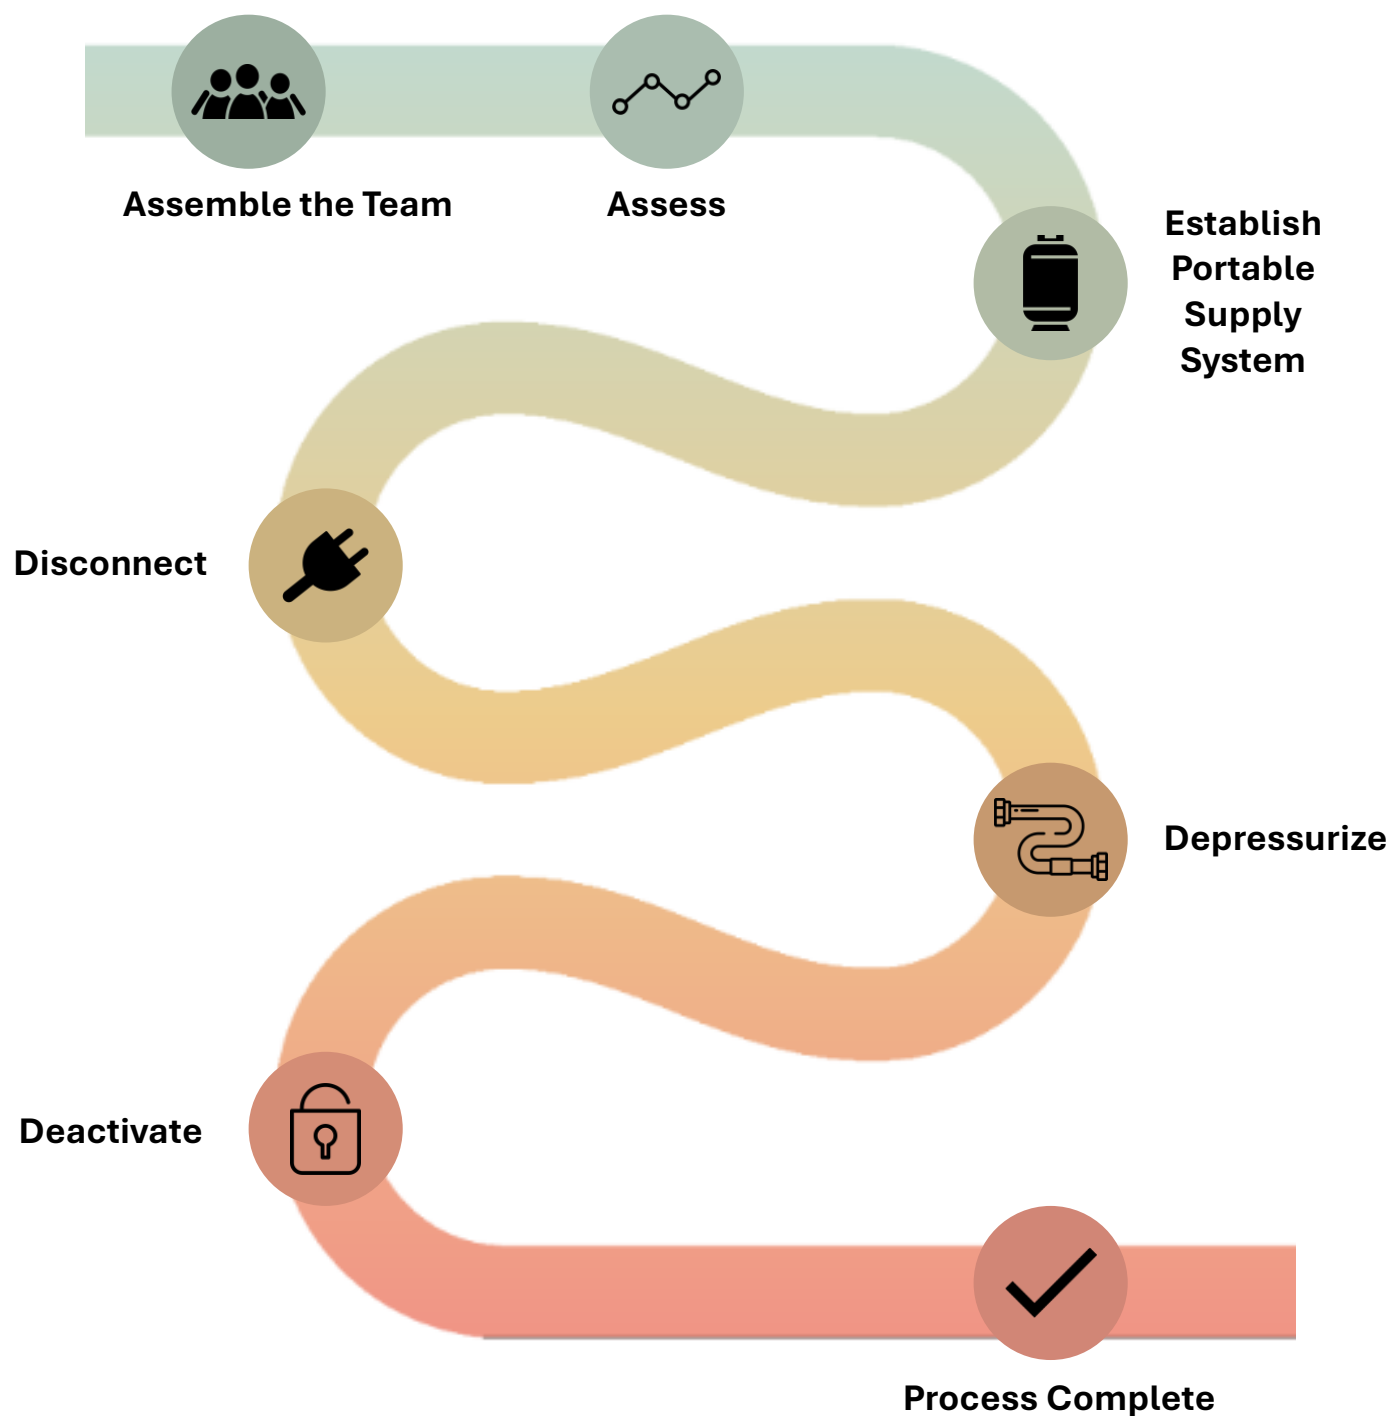 Assemble the Team
Assess
Establish
Portable
Supply
System
Disconnect
Depressurize
Deactivate
Process Complete